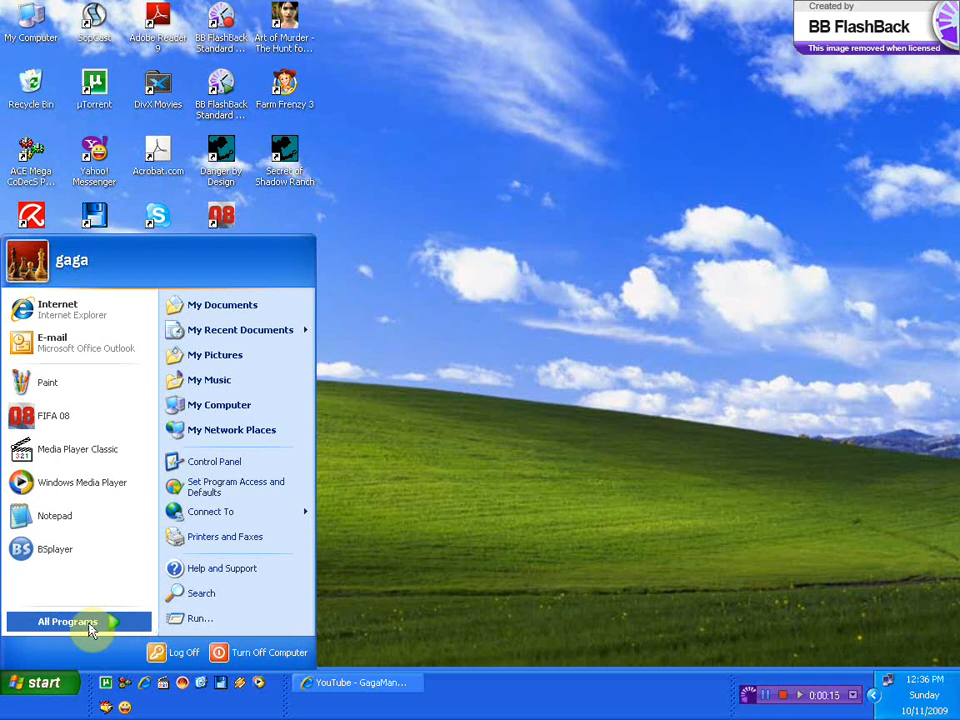 My Computer
SopCast
Adobe Reader 9
BB FlashBack Standard ...
Art of Murder - The Hunt fo...
Created by
BB FlashBack
This image removed when licensed
Recycle Bin
µTorrent
DivX Movies
BB FlashBack Standard ...
Farm Frenzy 3
ACE Mega CoDecS P...
Yahoo! Messenger
Acrobat.com
Danger by Design
Secret of Shadow Ranch
08
gaga
Internet
Internet Explorer
E-mail
Microsoft Office Outlook
Paint
08 FIFA 08
321 Media Player Classic
Windows Media Player
Notepad
BS BSplayer
All Programs
My Documents
My Recent Documents
My Pictures
My Music
My Computer
My Network Places
Control Panel
Set Program Access and
Defaults
Connect To
Printers and Faxes
Help and Support
Search
Run...
Log Off
Turn Off Computer
start
YouTube - GagaMan...
0:00:15
12:36 PM
Sunday
10/11/2009